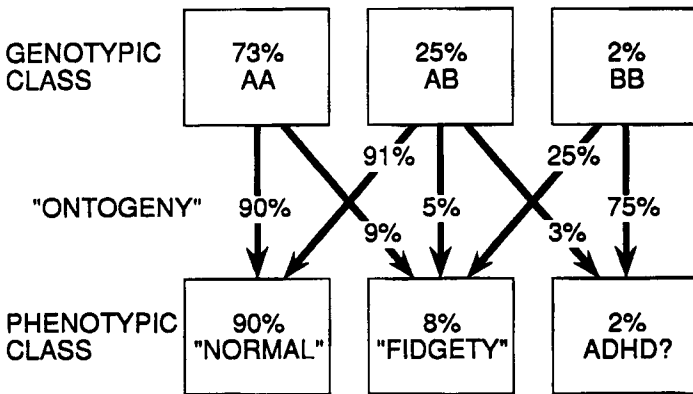 GENOTYPIC CLASS
73% AA
25% AB
2% BB
91%
25%
"ONTOGENY"
90%
5%
75%
9%
3%
PHENOTYPIC CLASS
90% "NORMAL"
8% "FIDGETY"
2% ADHD?